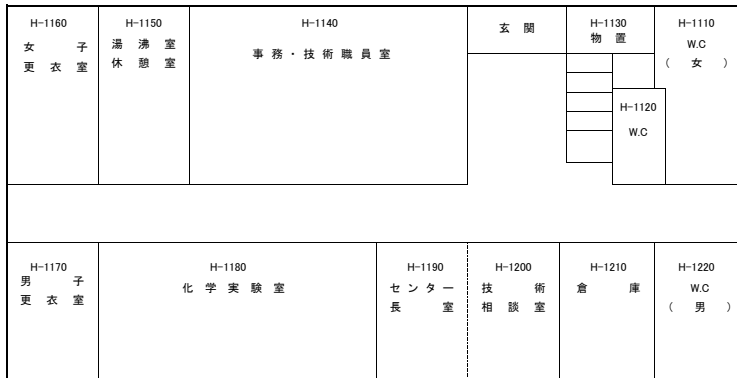 H-1160
女子
更衣室
H-1150
湯沸室
休憩室
H-1140
事務・技術職員室
玄関
H-1130
物置
H-1110
W.C
(女)
H-1120
W.C
H-1170
男子
更衣室
H-1180
化学実験室
H-1190
センター
長室
H-1200
技術
相談室
H-1210
倉庫
H-1220
W.C
(男)